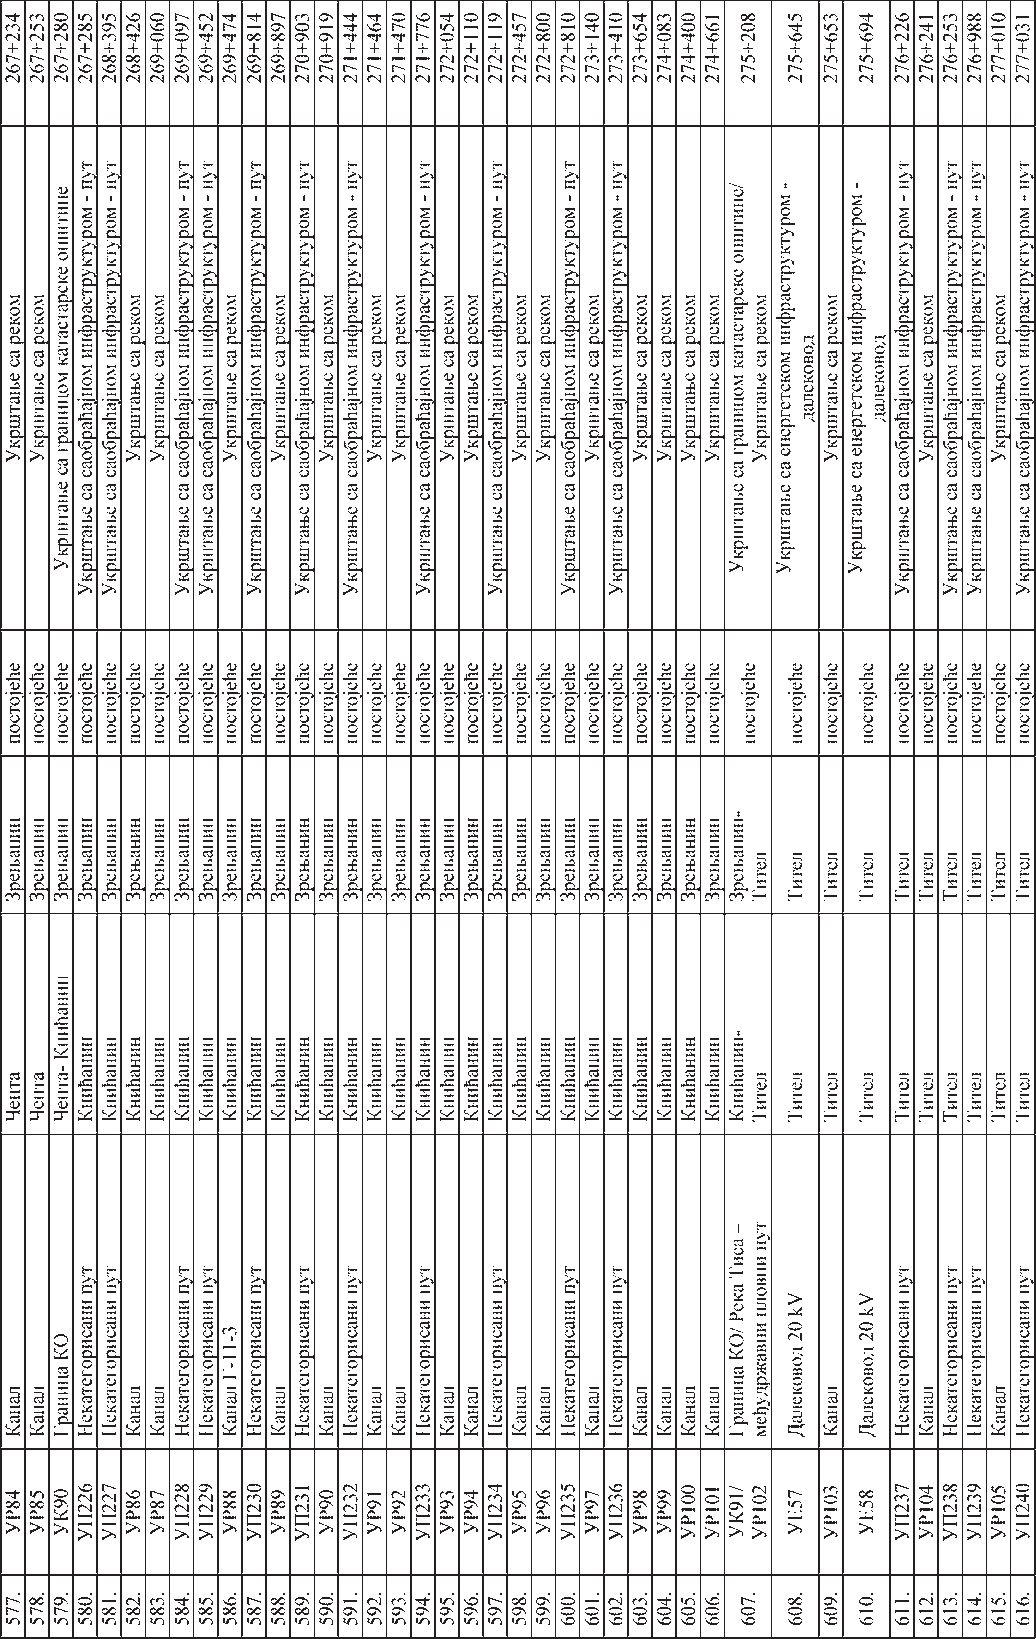 577. УР84 Канал Чента Зрењанин постојеће Укрштање са реком 267+234
578. УР85 Канал Чента Зрењанин постојеће Укрштање са реком 267+253
579. УК90 Граница КО Чента- Книћанин Зрењанин постојеће Укрштање са границом катастарске општине 267+280
580. УП226 Некатегорисани пут Книћанин Зрењанин постојеће Укрштање са саобраћајном инфраструктуром - пут 267+285
581. УП227 Некатегорисани пут Книћанин Зрењанин постојеће Укрштање са саобраћајном инфраструктуром - пут 268+395
582. УР86 Канал Книћанин Зрењанин постојеће Укрштање са реком 268+426
583. УР87 Канал Книћанин Зрењанин постојеће Укрштање са реком 269+060
584. УП228 Некатегорисани пут Книћанин Зрењанин постојеће Укрштање са саобраћајном инфраструктуром - пут 269+097
585. УП229 Некатегорисани пут Книћанин Зрењанин постојеће Укрштање са саобраћајном инфраструктуром - пут 269+452
586. УР88 Канал Г-11-3 Книћанин Зрењанин постојеће Укрштање са реком 269+474
587. УП230 Некатегорисани пут Книћанин Зрењанин постојеће Укрштање са саобраћајном инфраструктуром - пут 269+814
588. УР89 Канал Книћанин Зрењанин постојеће Укрштање са реком 269+897
589. УП231 Некатегорисани пут Книћанин Зрењанин постојеће Укрштање са саобраћајном инфраструктуром - пут 270+903
590. УР90 Канал Книћанин Зрењанин постојеће Укрштање са реком 270+919
591. УП232 Некатегорисани пут Книћанин Зрењанин постојеће Укрштање са саобраћајном инфраструктуром - пут 271+444
592. УР91 Канал Книћанин Зрењанин постојеће Укрштање са реком 271+464
593. УР92 Канал Книћанин Зрењанин постојеће Укрштање са реком 271+470
594. УП233 Некатегорисани пут Книћанин Зрењанин постојеће Укрштање са саобраћајном инфраструктуром - пут 271+776
595. УР93 Канал Книћанин Зрењанин постојеће Укрштање са реком 272+054
596. УР94 Канал Книћанин Зрењанин постојеће Укрштање са реком 272+110
597. УП234 Некатегорисани пут Книћанин Зрењанин постојеће Укрштање са саобраћајном инфраструктуром - пут 272+119
598. УР95 Канал Книћанин Зрењанин постојеће Укрштање са реком 272+457
599. УР96 Канал Книћанин Зрењанин постојеће Укрштање са реком 272+800
600. УП235 Некатегорисани пут Книћанин Зрењанин постојеће Укрштање са саобраћајном инфраструктуром - пут 272+810
601. УР97 Канал Книћанин Зрењанин постојеће Укрштање са реком 273+140
602. УП236 Некатегорисани пут Книћанин Зрењанин постојеће Укрштање са саобраћајном инфраструктуром - пут 273+410
603. УР98 Канал Книћанин Зрењанин постојеће Укрштање са реком 273+654
604. УР99 Канал Книћанин Зрењанин постојеће Укрштање са реком 274+083
605. УР100 Канал Книћанин Зрењанин постојеће Укрштање са реком 274+400
606. УР101 Канал Книћанин Зрењанин постојеће Укрштање са реком 274+661
607. УК91/ Граница КО/ Река Тиса – Книћанин- Зрењанин- постојеће Укрштање са границом катастарске општине/ 275+208
УР102 међудржавни пловни пут Тител Тител Укрштање са реком
608. УЕ57 Далековод 20 kV Тител Тител постојеће Укрштање са енергетском инфраструктуром - 275+645
далековод
609. УР103 Канал Тител Тител постојеће Укрштање са реком 275+653
610. УЕ58 Далековод 20 kV Тител Тител постојеће Укрштање са енергетском инфраструктуром - 275+694
далековод
611. УП237 Некатегорисани пут Тител Тител постојеће Укрштање са саобраћајном инфраструктуром - пут 276+226
612. УР104 Канал Тител Тител постојеће Укрштање са реком 276+241
613. УП238 Некатегорисани пут Тител Тител постојеће Укрштање са саобраћајном инфраструктуром - пут 276+253
614. УП239 Некатегорисани пут Тител Тител постојеће Укрштање са саобраћајном инфраструктуром - пут 276+988
615. УР105 Канал Тител Тител постојеће Укрштање са реком 277+010
616. УП240 Некатегорисани пут Тител Тител постојеће Укрштање са саобраћајном инфраструктуром - пут 277+031